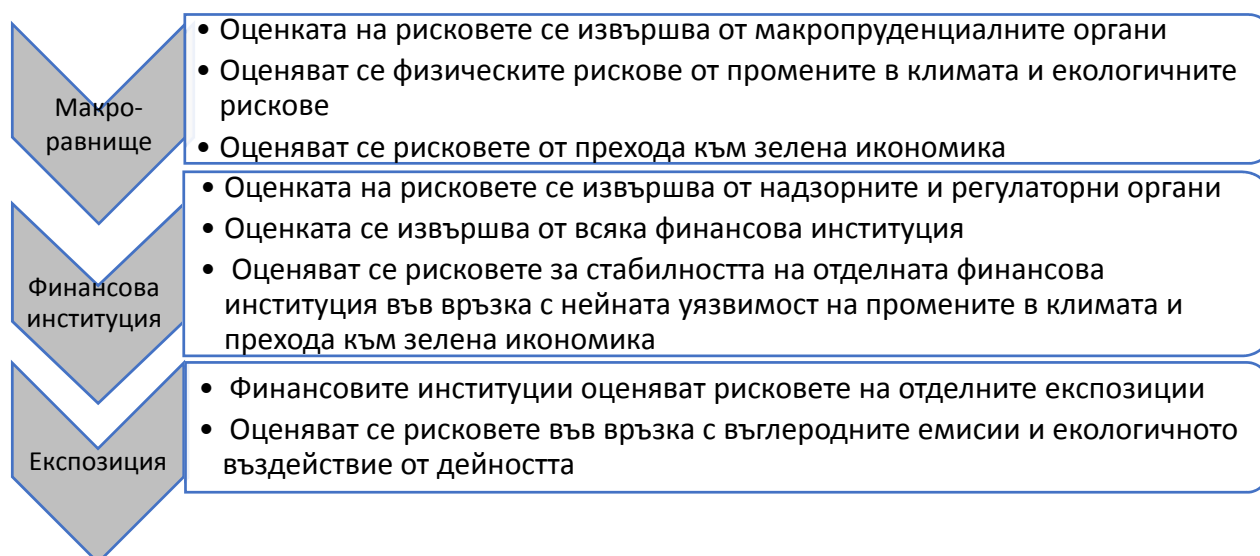 Макро-
равнище
• Оценката на рисковете се извършва от макропруденциалните органи
• Оценяват се физическите рискове от промените в климата и екологичните
рискове
• Оценяват се рисковете от прехода към зелена икономика
Финансова
институция
• Оценката на рисковете се извършва от надзорните и регулаторни органи
• Оценката се извършва от всяка финансова институция
• Оценяват се рисковете за стабилността на отделната финансова
институция във връзка с нейната уязвимост на промените в климата и
прехода към зелена икономика
Експозиция
• Финансовите институции оценяват рисковете на отделните експозиции
• Оценяват се рисковете във връзка с въглеродните емисии и екологичното
въздействие от дейността